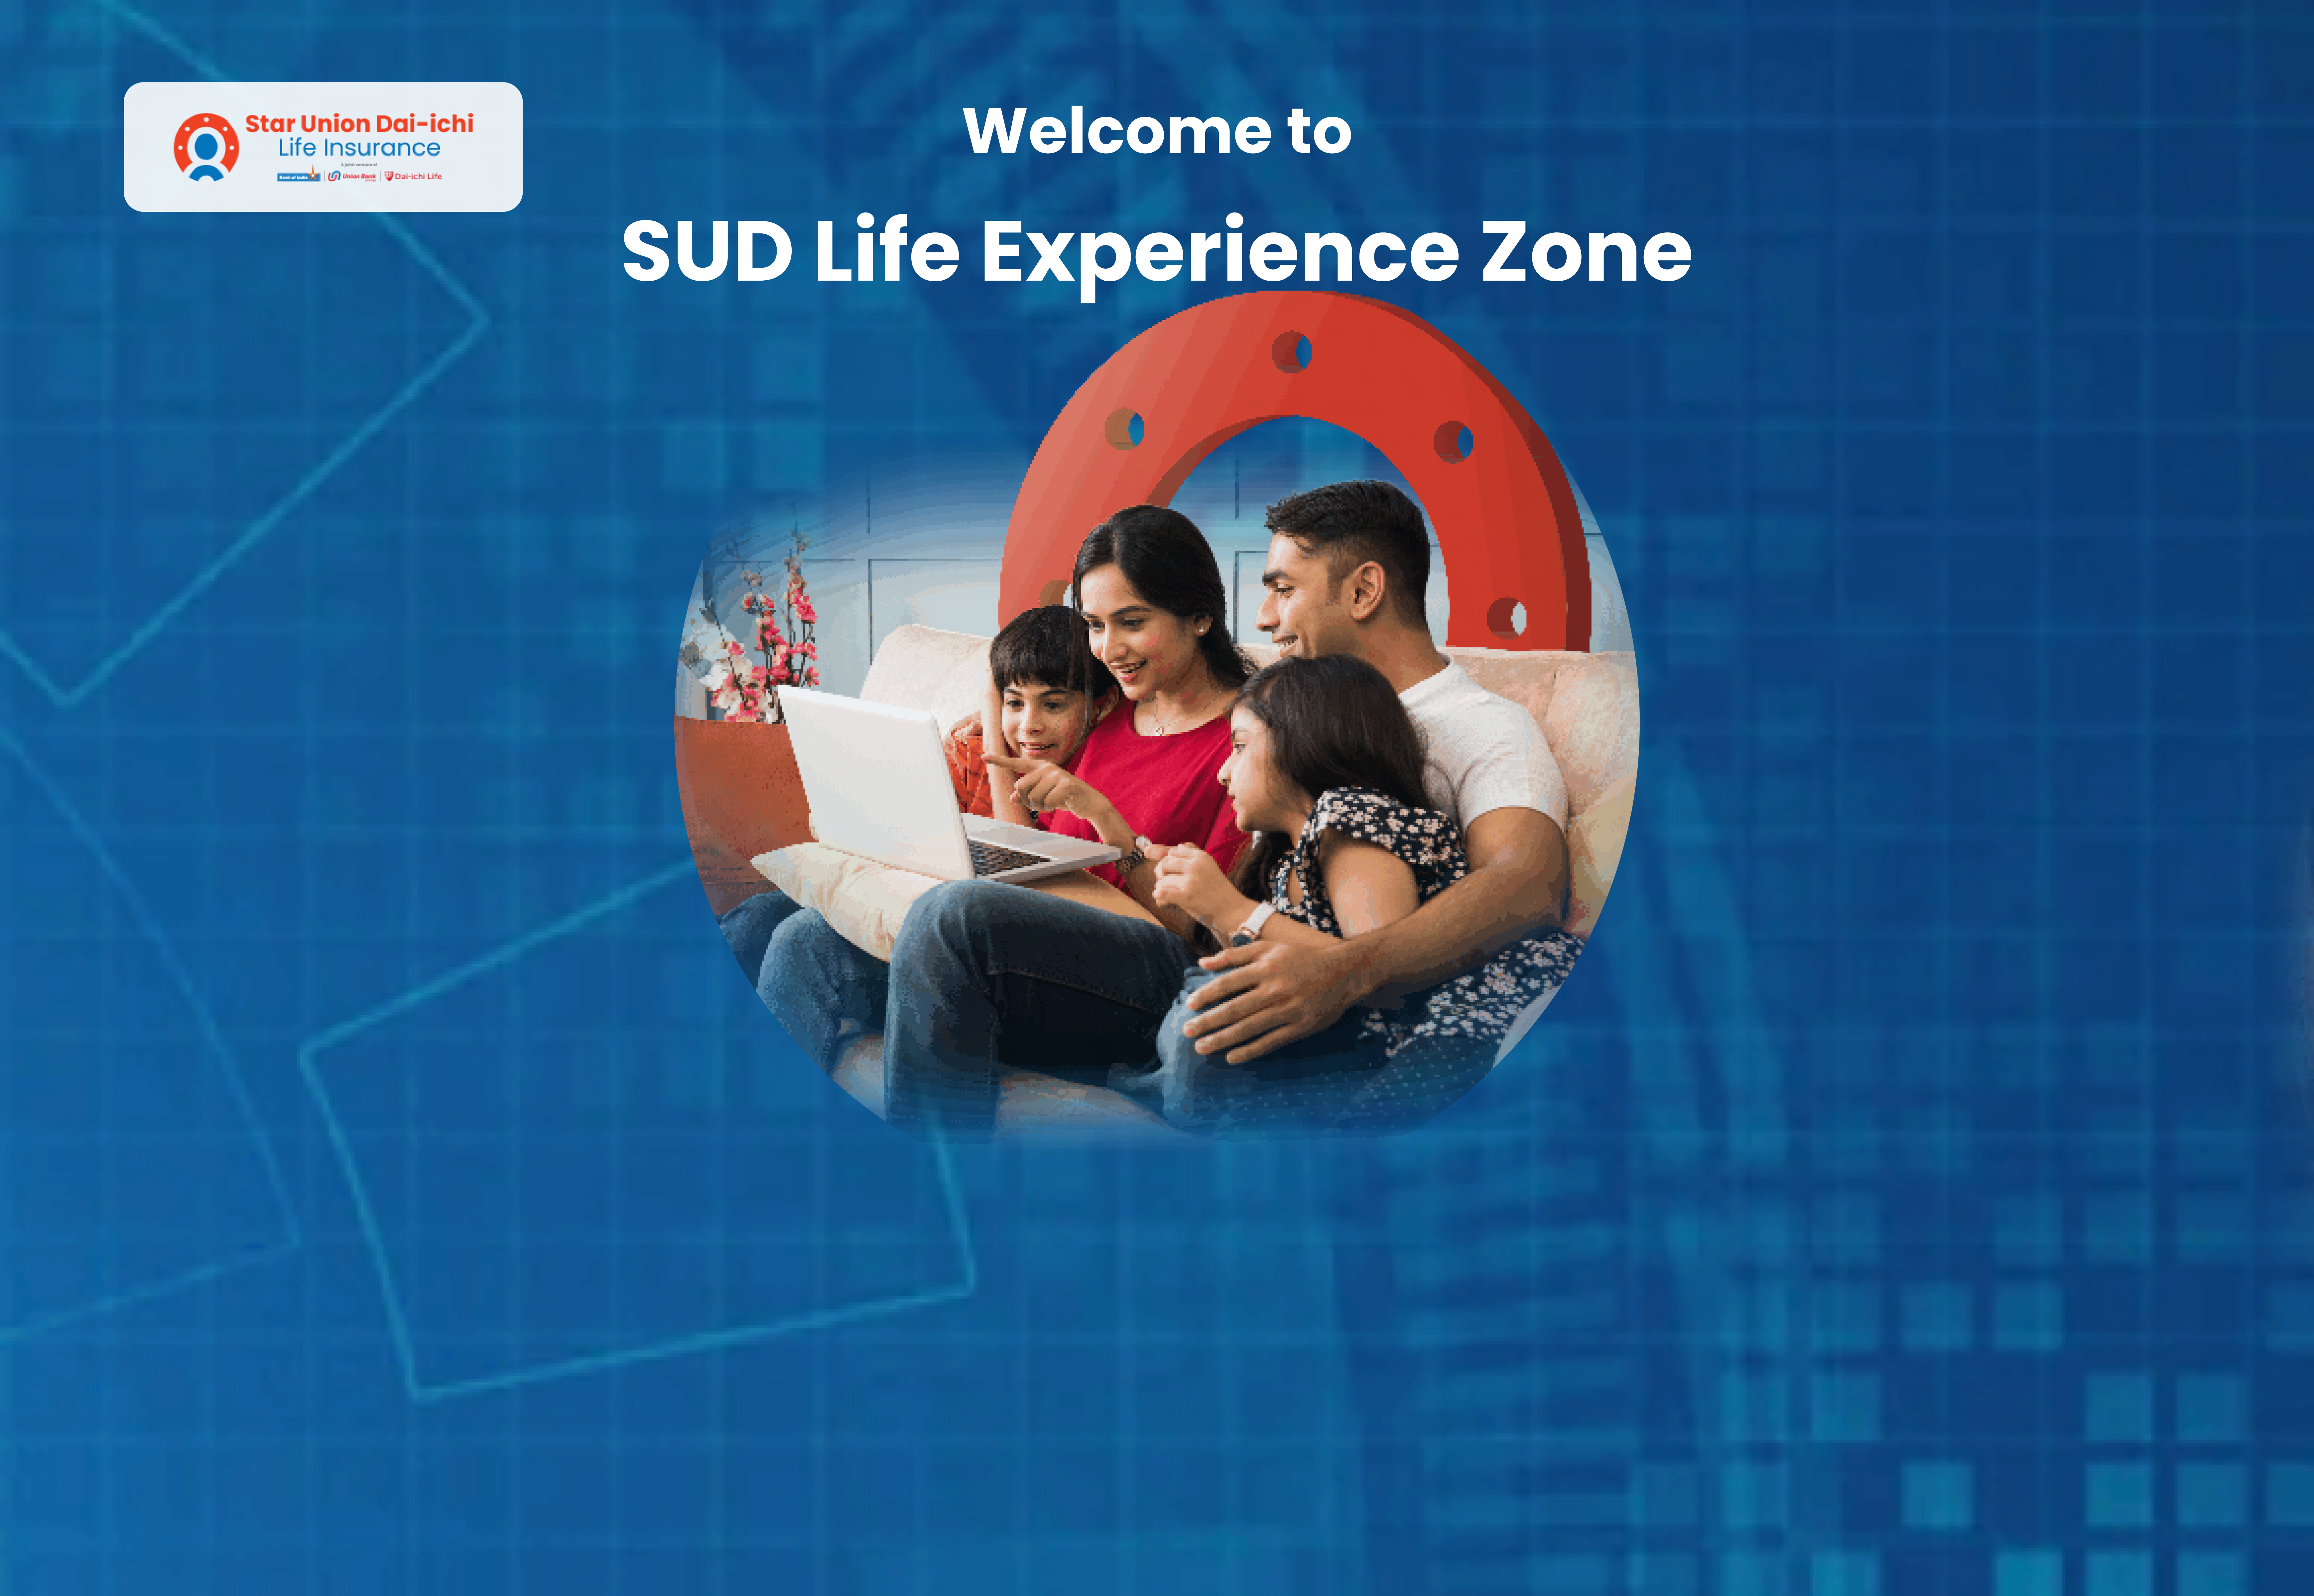 Star Union Dai-ichi
Life Insurance
A joint venture of
Bank of India | Union Bank | Dai-ichi Life
Welcome to
SUD Life Experience Zone